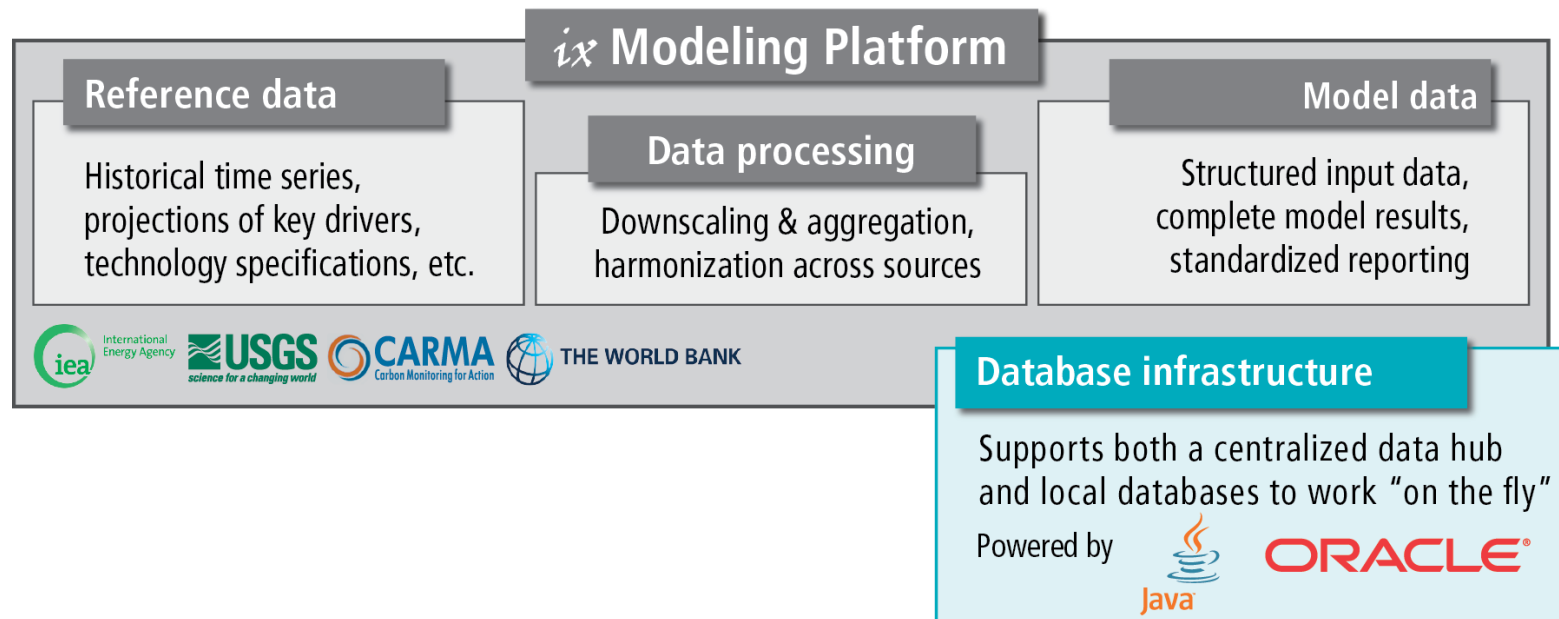 ix Modeling Platform
Reference data
Historical time series,
projections of key drivers,
technology specifications, etc.
Data processing
Downscaling & aggregation,
harmonization across sources
Model data
Structured input data,
complete model results,
standardized reporting
iea
International
Energy Agency
USGS
science for a changing world
CARMA
Carbon Monitoring for Action
THE WORLD BANK
Database infrastructure
Supports both a centralized data hub
and local databases to work “on the fly”
Powered by
Java
ORACLE®